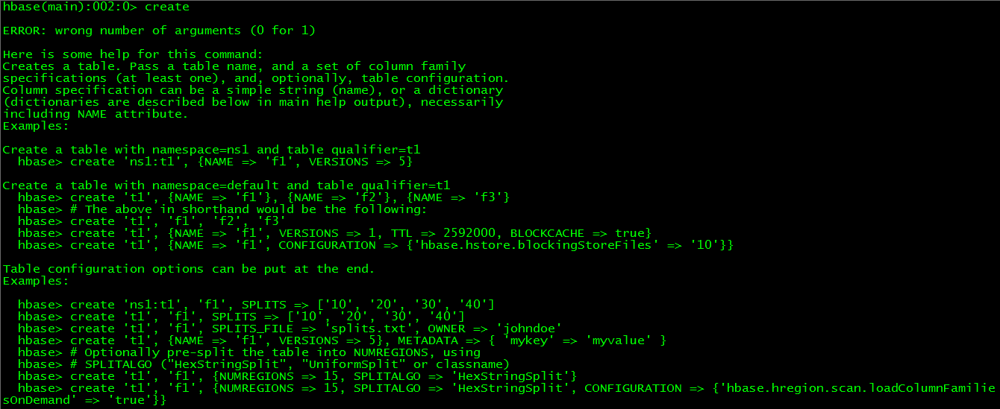 hbase(main):002:0> create
ERROR: wrong number of arguments (0 for 1)
Here is some help for this command:
Creates a table. Pass a table name, and a set of column family
specifications (at least one), and, optionally, table configuration.
Column specification can be a simple string (name), or a dictionary
(dictionaries are described below in main help output), necessarily
including NAME attribute.
Examples:
Create a table with namespace=ns1 and table qualifier=t1
  hbase> create 'ns1:t1', {NAME => 'f1', VERSIONS => 5}
Create a table with namespace=default and table qualifier=t1
  hbase> create 't1', {NAME => 'f1'}, {NAME => 'f2'}, {NAME => 'f3'}
  hbase> # The above in shorthand would be the following:
  hbase> create 't1', 'f1', 'f2', 'f3'
  hbase> create 't1', {NAME => 'f1', VERSIONS => 1, TTL => 2592000, BLOCKCACHE => true}
  hbase> create 't1', {NAME => 'f1', CONFIGURATION => {'hbase.hstore.blockingStoreFiles' => '10'}}
Table configuration options can be put at the end.
Examples:
  hbase> create 'ns1:t1', 'f1', SPLITS => ['10', '20', '30', '40']
  hbase> create 't1', 'f1', SPLITS => ['10', '20', '30', '40']
  hbase> create 't1', 'f1', SPLITS_FILE => 'splits.txt', OWNER => 'johndoe'
  hbase> create 't1', {NAME => 'f1', VERSIONS => 5}, METADATA => { 'mykey' => 'myvalue' }
  hbase> # Optionally pre-split the table into NUMREGIONS, using
  hbase> # SPLITALGO ("HexStringSplit", "UniformSplit" or classname)
  hbase> create 't1', 'f1', {NUMREGIONS => 15, SPLITALGO => 'HexStringSplit'}
  hbase> create 't1', 'f1', {NUMREGIONS => 15, SPLITALGO => 'HexStringSplit', CONFIGURATION => {'hbase.hregion.scan.loadColumnFamilie
sOnDemand' => 'true'}}